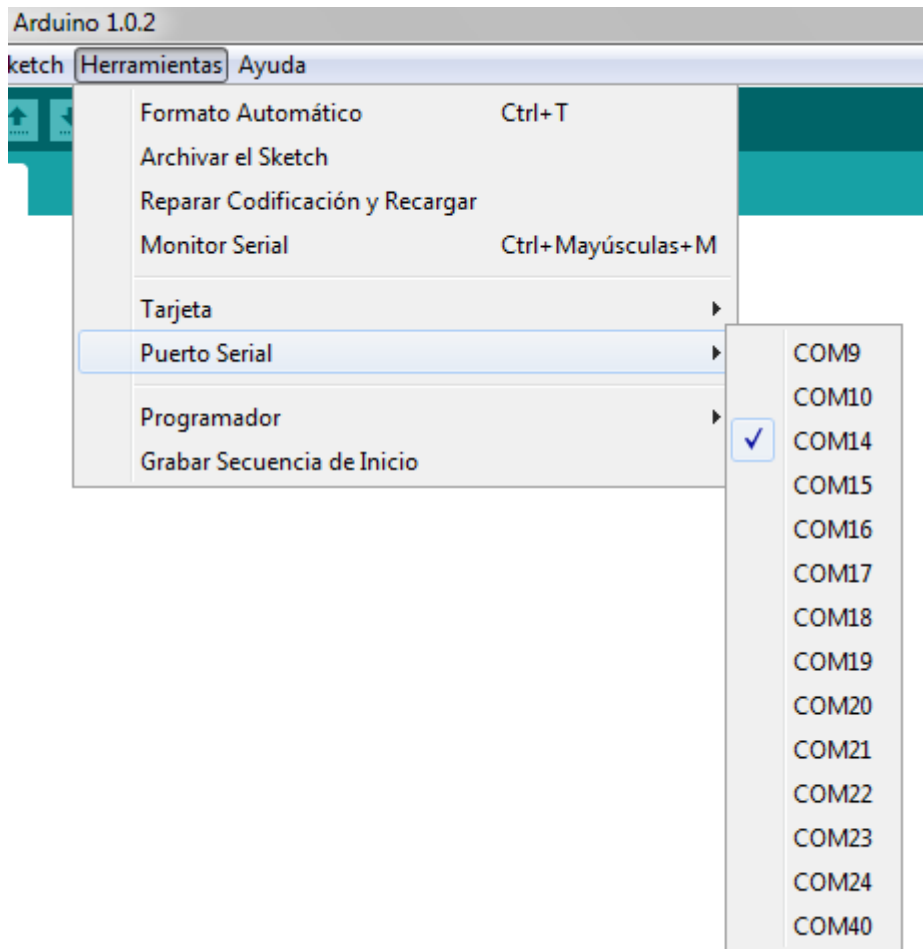 Arduino 1.0.2
ketch Herramientas Ayuda
Formato Automático Ctrl+T
Archivar el Sketch
Reparar Codificación y Recargar
Monitor Serial Ctrl+Mayúsculas+M
Tarjeta
Puerto Serial
Programador
Grabar Secuencia de Inicio
COM9
COM10
COM14
COM15
COM16
COM17
COM18
COM19
COM20
COM21
COM22
COM23
COM24
COM40